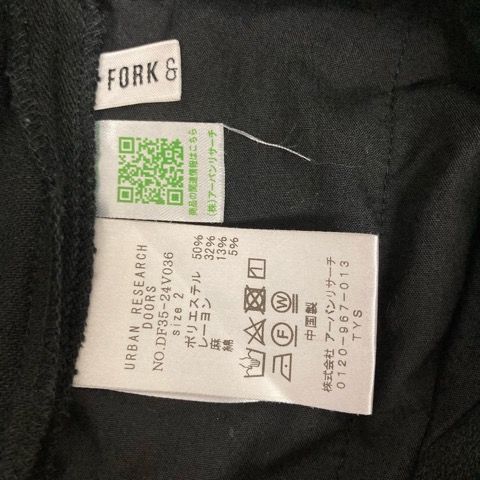 FORK &
商品の関連情報はこちら
(株)アーバンリサーチ
URBAN RESEARCH
DOORS
NO.DF35-24V036
size 2
ポリエステル 50%
レーヨン 32%
麻 13%
綿 5%
中国製
株式会社 アーバンリサーチ
0120-967-013
TYS